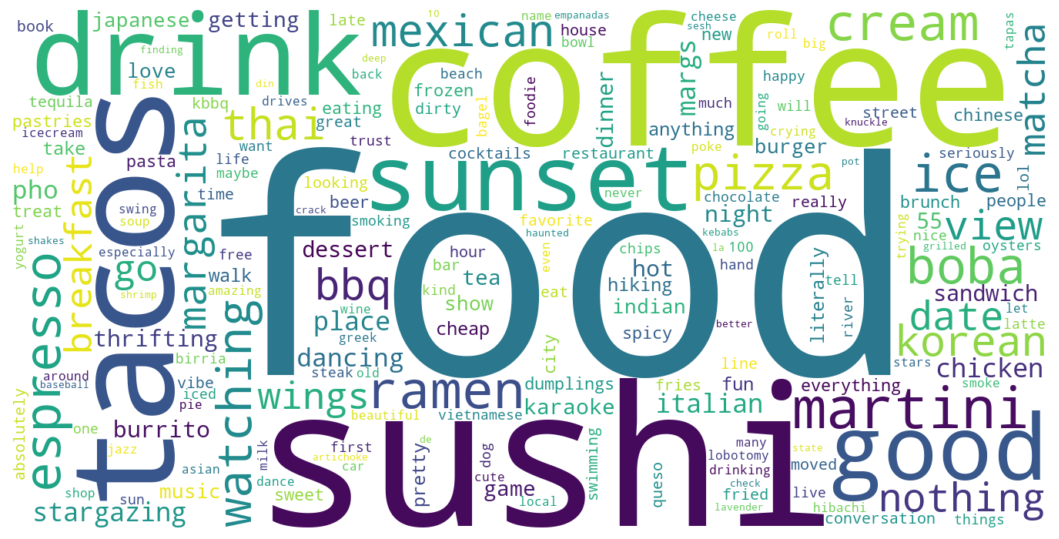 book
japanese
getting
late
10
empanadas
name
sesh
house
bowl
cheese
new
roll
big
tapas
drink
mexican
coffee
cream
matcha
finding
deep
fish
din
love
back
beach
frozen
dirty
foodie
bagel
dinner
margs
much
happy
going
will
street
chinese
tequila
drives
kbbq
eating
great
pastries
icecream
thai
take
want
trust
anything
poke
crying
burger
knuckle
tacos
margarita
pasta
cocktails
restaurant
seriously
help
breakfast
life
maybe
looking
sunset
never
pizza
ice
lol
pho
treat
time
beer
crack
smoking
favorite
chocolate
really
pot
brunch
people
swing
soup
night
kebabs
55
nice
view
oysters
trying
yogurt
shakes
especially
go
free
walk
amazing
dessert
food
hour
bar
even
chips
la
100
hot
hand
literally
tell
river
grilled
boba
shrimp
espresso
bbq
kind
tea
eat
hiking
indian
sandwich
let
thrifting
wine
place
show
date
latte
greek
cheap
spicy
better
korean
birria
dancing
city
line
stars
around
baseball
vibe
iced
steak
old
wings
ramen
dumplings
fries
fun
everything
chicken
smoke
pie
absolutely
one
burrito
watching
beautiful
vietnamese
karaoke
italian
martini
jazz
asian
milk
first
artichoke
pretty
de
dog
cute
swimming
sushi
many
lobotomy
drinking
state
moved
good
shop
sun
music
dance
sweet
car
game
local
queso
check
lavender
fried
live
hibachi
nothing
stargazing
conversation
things